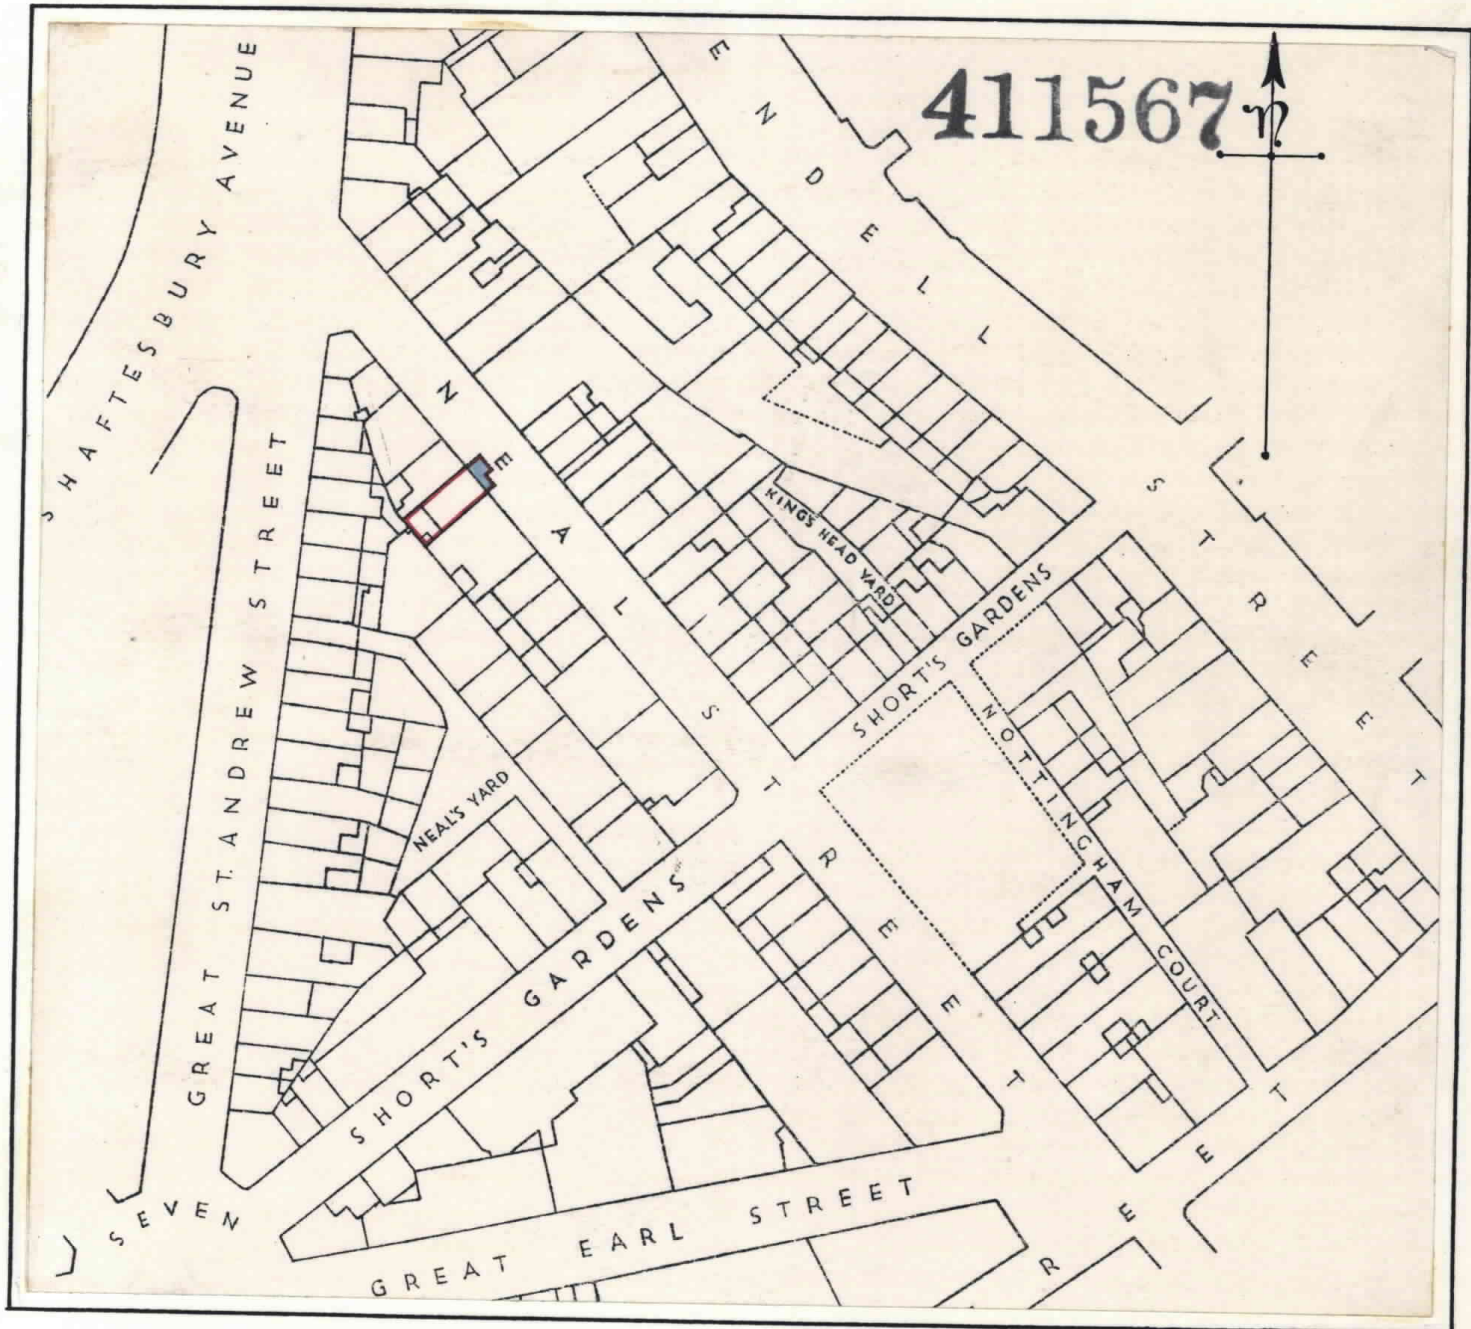 411567
SHAFTESBURY AVENUE
ENDELL STREET
NEAL STREET
GREAT ST. ANDREW STREET
KING'S HEAD YARD
SHORT'S GARDENS
NOTTINGHAM COURT
NEAL'S YARD
SHORT'S GARDENS
SEVEN
GREAT EARL STREET
REET